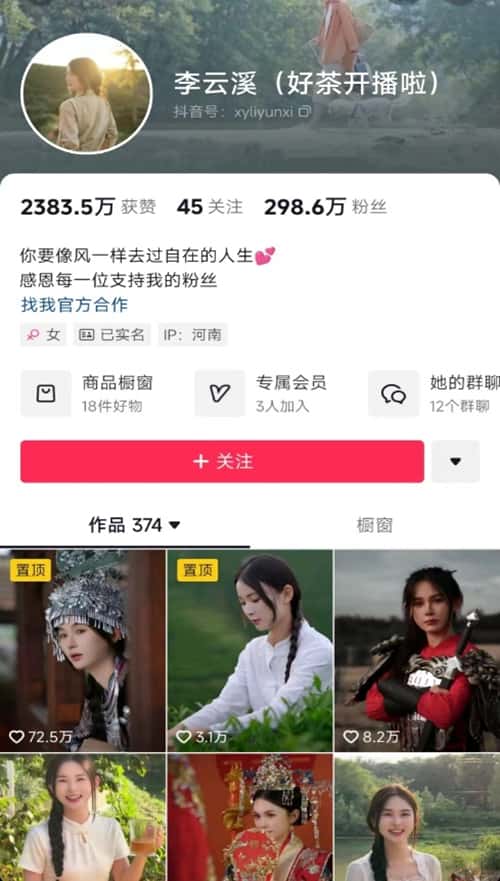 李云溪（好茶开播啦）
抖音号：xyliyunxi
2383.5万 获赞 45 关注 298.6万 粉丝
你要像风一样去过自在的人生💕
感恩每一位支持我的粉丝
找我官方合作
女 已实名 IP：河南
商品橱窗 专属会员 她的群聊
18件好物 3人加入 12个群聊
+ 关注
作品 374 橱窗
置顶 置顶
72.5万 3.1万 8.2万